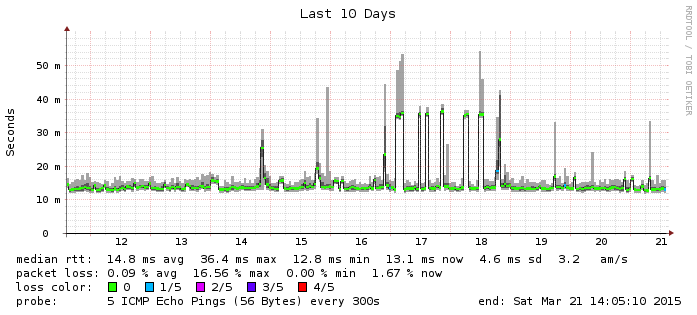 Last 10 Days
RRDTOOL / TOBI OETIKER
Seconds
50 m
40 m
30 m
20 m
10 m
0
12 13 14 15 16 17 18 19 20 21
median rtt: 14.8 ms avg 36.4 ms max 12.8 ms min 13.1 ms now 4.6 ms sd 3.2 am/s
packet loss: 0.09 % avg 16.56 % max 0.00 % min 1.67 % now
loss color: 0 1/5 2/5 3/5 4/5
probe: 5 ICMP Echo Pings (56 Bytes) every 300s end: Sat Mar 21 14:05:10 2015